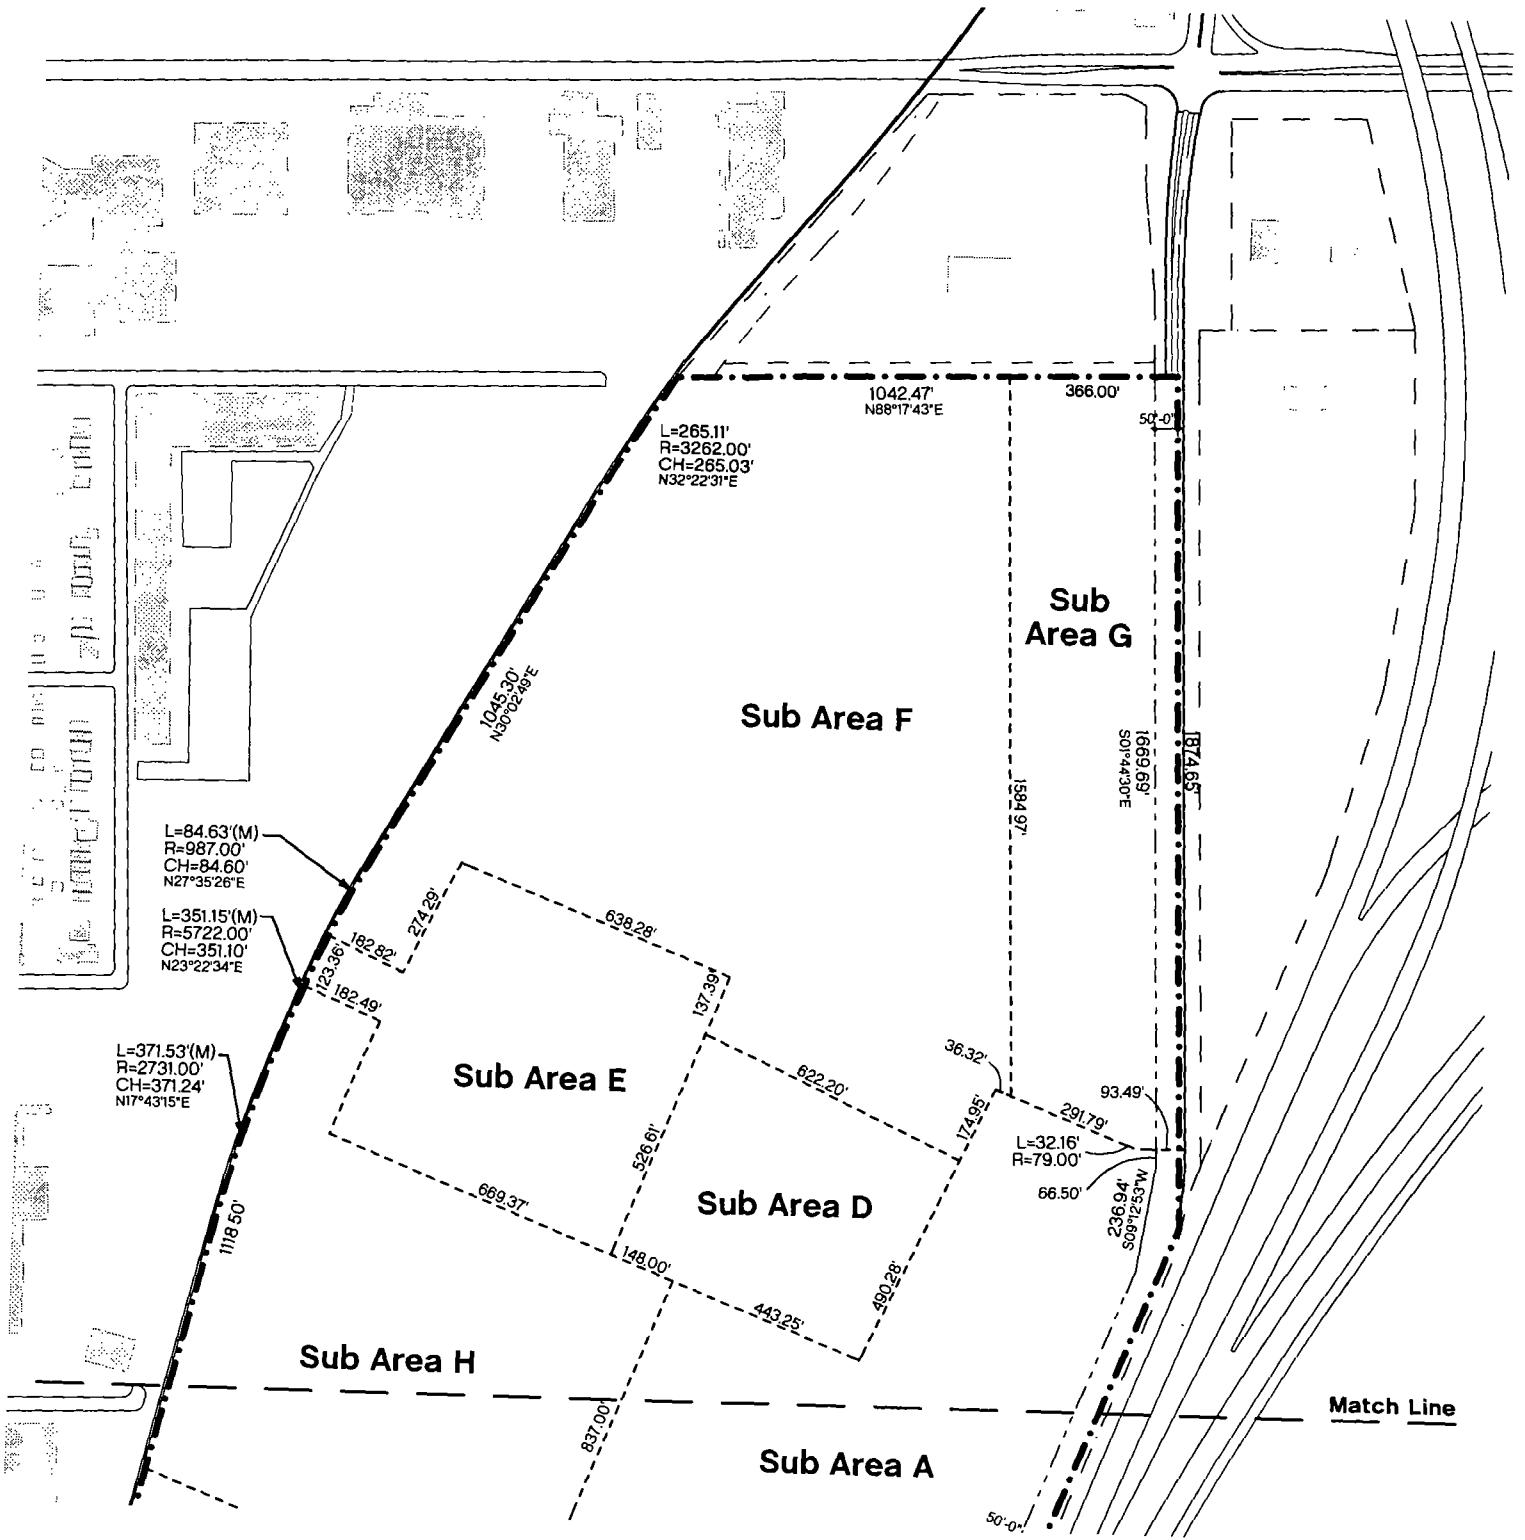 1042.47'
N88°17'43"E
366.00'
50'-0"
L=265.11'
R=3262.00'
CH=265.03'
N32°22'31"E
Sub
Area G
1045.30'
N30°02'49"E
Sub Area F
1669.69'
S01°44'30"E
1874.65'
1584.97'
L=84.63'(M)
R=987.00'
CH=84.60'
N27°35'26"E
L=351.15'(M)
R=5722.00'
CH=351.10'
N23°22'34"E
274.29'
638.28'
182.82'
123.36'
182.49'
137.39'
L=371.53'(M)
R=2731.00'
CH=371.24'
N17°43'15"E
Sub Area E
36.32'
622.20'
174.95'
93.49'
291.79'
L=32.16'
R=79.00'
66.50'
526.61'
669.37'
Sub Area D
236.94'
S09°12'53"W
1118.50'
148.00'
490.28'
443.25'
Sub Area H
Match Line
837.00'
Sub Area A
50'-0"